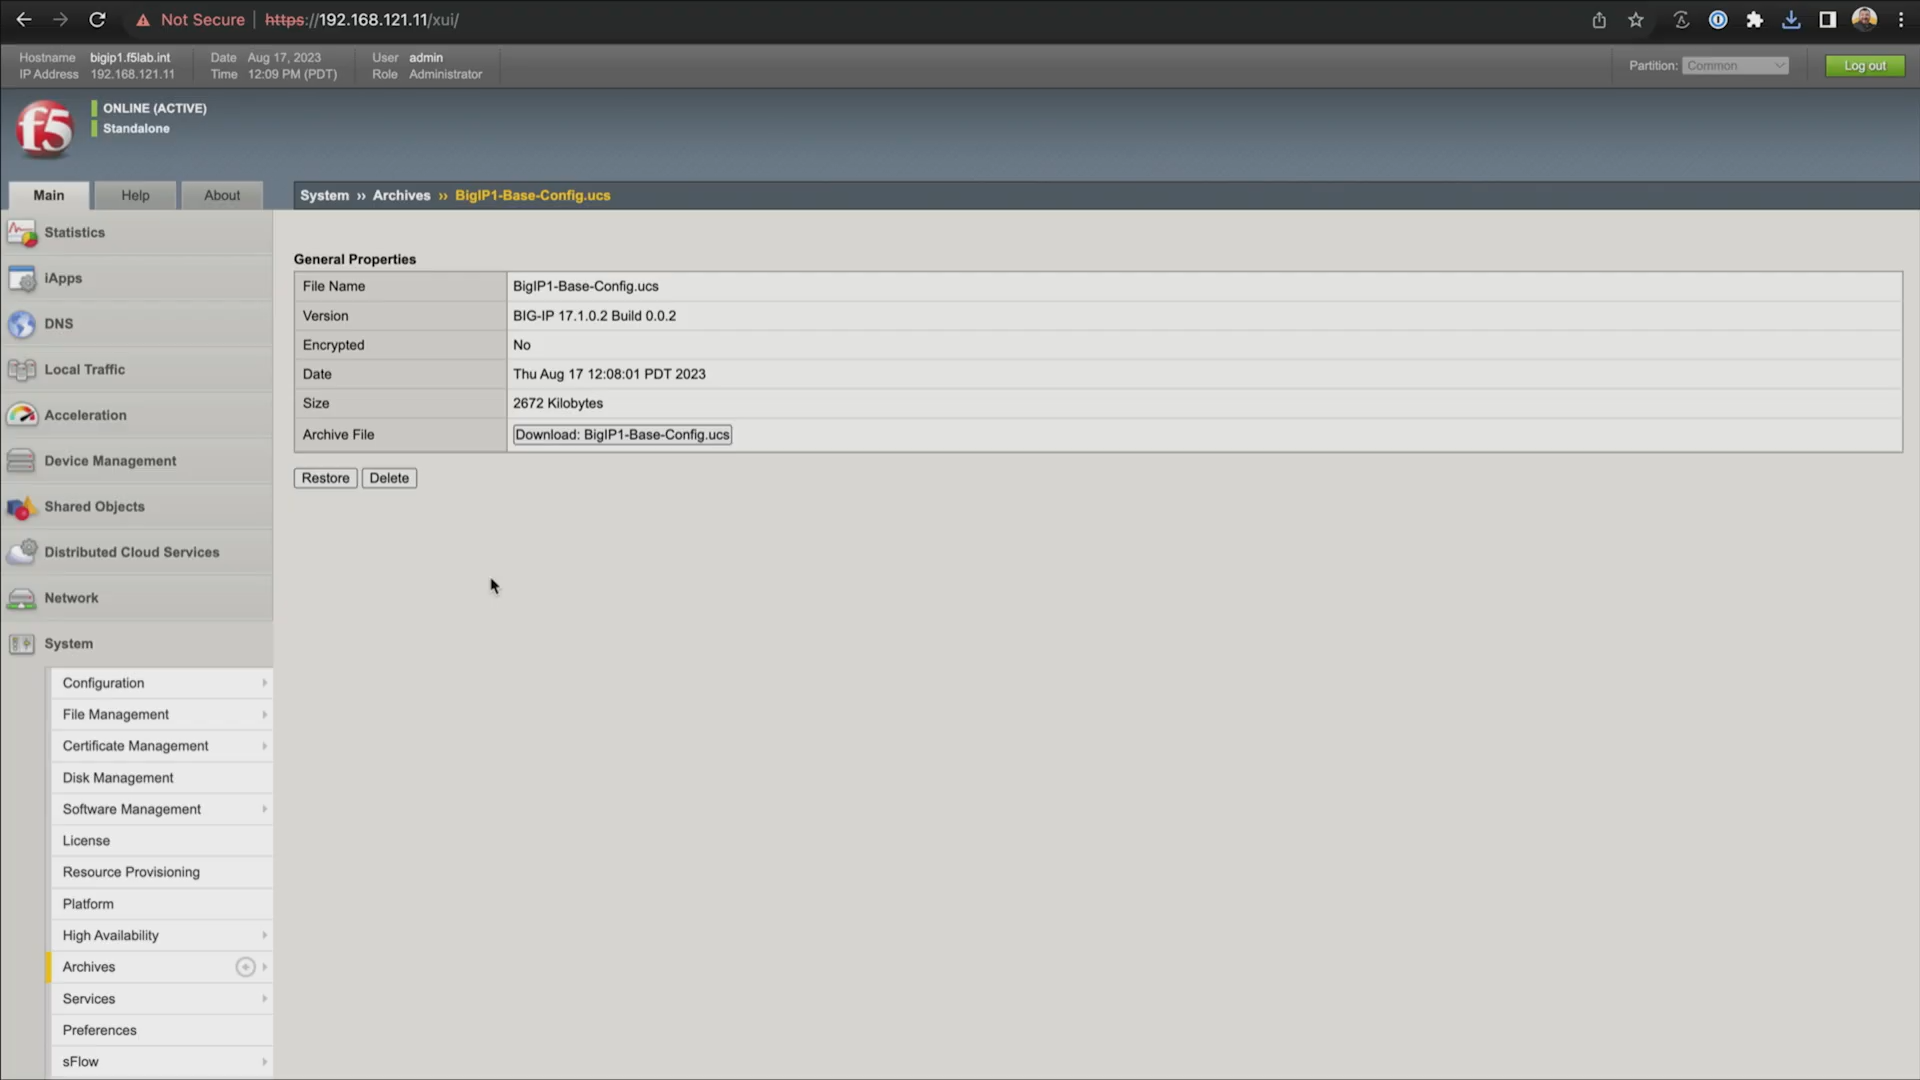 Not Secure | https://192.168.121.11/xui/
Hostname bigip1.f5lab.int Date Aug 17, 2023 User admin
IP Address 192.168.121.11 Time 12:09 PM (PDT) Role Administrator
Partition: Common Log out
f5
ONLINE (ACTIVE)
Standalone
Main Help About
System ›› Archives ›› BigIP1-Base-Config.ucs
Statistics
iApps
DNS
Local Traffic
Acceleration
Device Management
Shared Objects
Distributed Cloud Services
Network
System
Configuration
File Management
Certificate Management
Disk Management
Software Management
License
Resource Provisioning
Platform
High Availability
Archives
Services
Preferences
sFlow
General Properties
File Name BigIP1-Base-Config.ucs
Version BIG-IP 17.1.0.2 Build 0.0.2
Encrypted No
Date Thu Aug 17 12:08:01 PDT 2023
Size 2672 Kilobytes
Archive File Download: BigIP1-Base-Config.ucs
Restore Delete